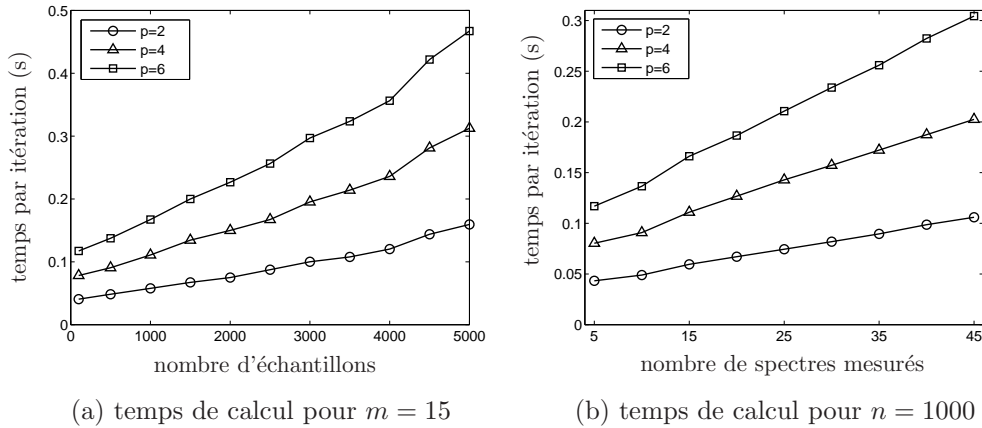 0.5
0.4
0.3
0.2
0.1
0
p=2
p=4
p=6
temps par itération (s)
0 1000 2000 3000 4000 5000
nombre d'échantillons
(a) temps de calcul pour m = 15
0.3
0.25
0.2
0.15
0.1
0.05
0
p=2
p=4
p=6
temps par itération (s)
5 15 25 35 45
nombre de spectres mesurés
(b) temps de calcul pour n = 1000